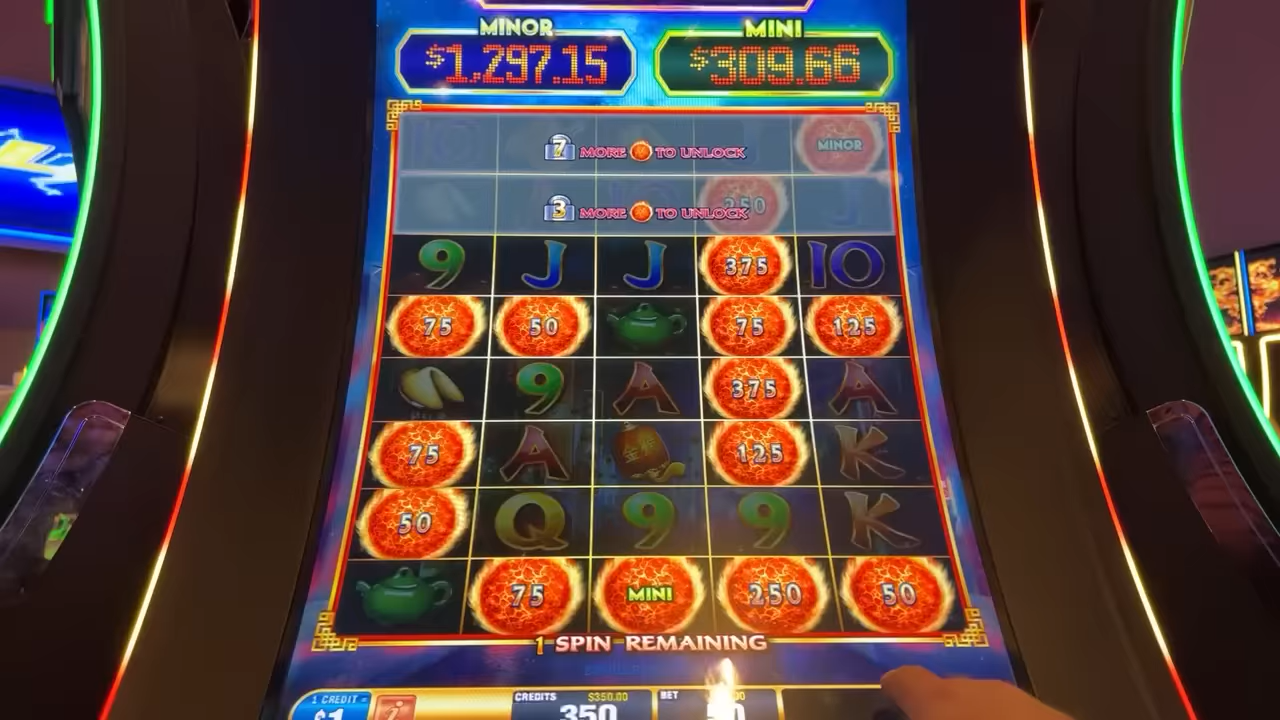 MINOR MINI
$1,297.15 $309.66
MINOR
7 MORE TO UNLOCK
250
3 MORE TO UNLOCK
9 J J 375 10
75 50 75 125
9 A 375 A
75 A 125 K
50 Q 9 9 K
75 MINI 250 50
1 SPIN REMAINING
1 CREDIT = CREDITS $350.00 BET
$1 i 350